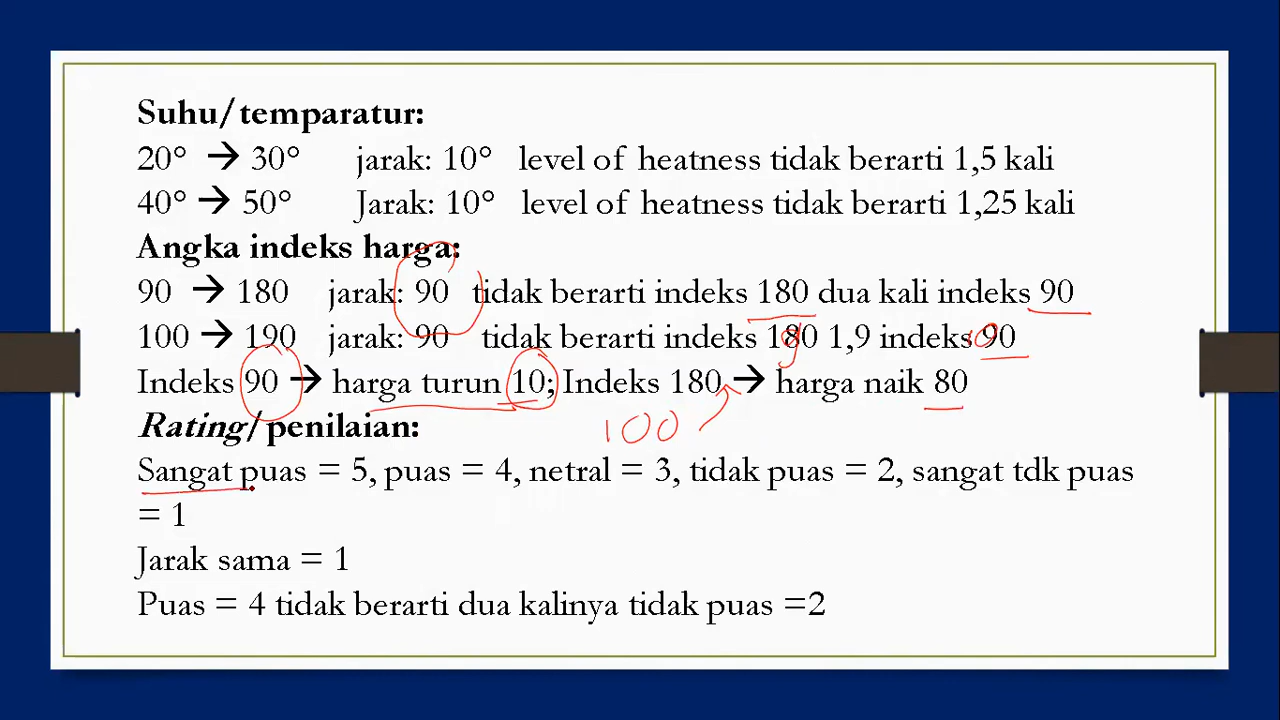 Suhu/temparatur:
20° → 30° jarak: 10° level of heatness tidak berarti 1,5 kali
40° → 50° Jarak: 10° level of heatness tidak berarti 1,25 kali
Angka indeks harga:
90 → 180 jarak: 90 tidak berarti indeks 180 dua kali indeks 90
100 → 190 jarak: 90 tidak berarti indeks 180 1,9 indeks 90
Indeks 90 → harga turun 10; Indeks 180 → harga naik 80
100
Rating/penilaian:
Sangat puas = 5, puas = 4, netral = 3, tidak puas = 2, sangat tdk puas
= 1
Jarak sama = 1
Puas = 4 tidak berarti dua kalinya tidak puas =2